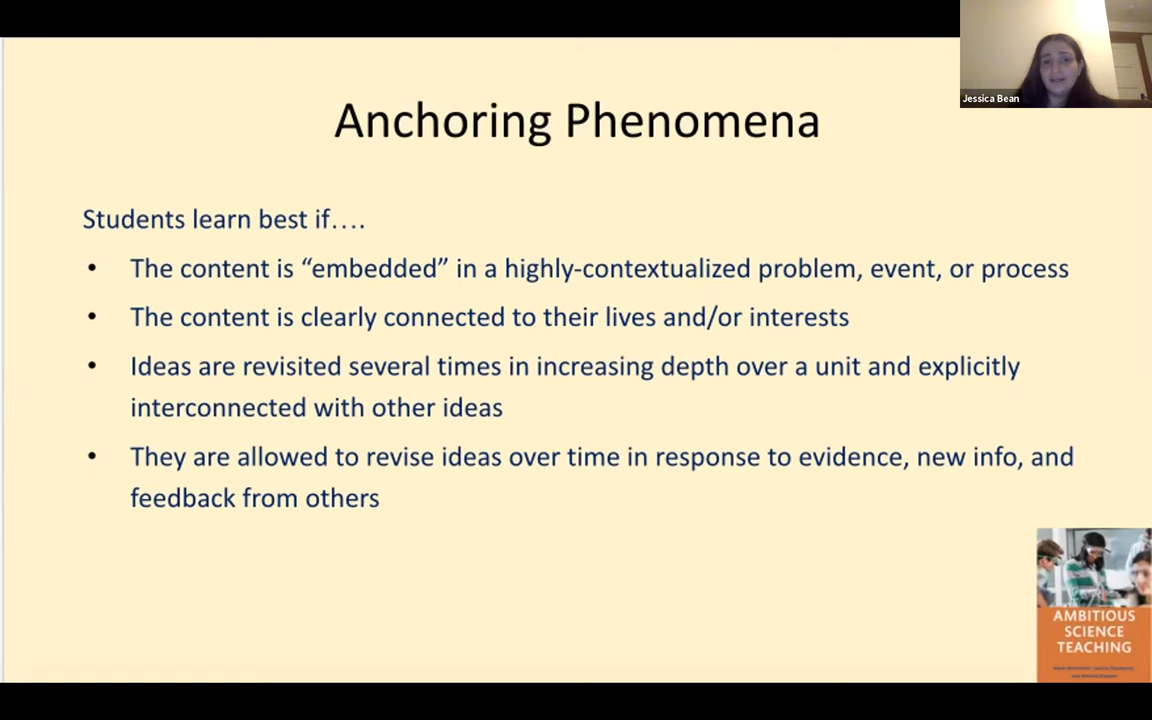 Jessica Bean
Anchoring Phenomena
Students learn best if….
• The content is “embedded” in a highly-contextualized problem, event, or process
• The content is clearly connected to their lives and/or interests
• Ideas are revisited several times in increasing depth over a unit and explicitly
interconnected with other ideas
• They are allowed to revise ideas over time in response to evidence, new info, and
feedback from others
AMBITIOUS
SCIENCE
TEACHING